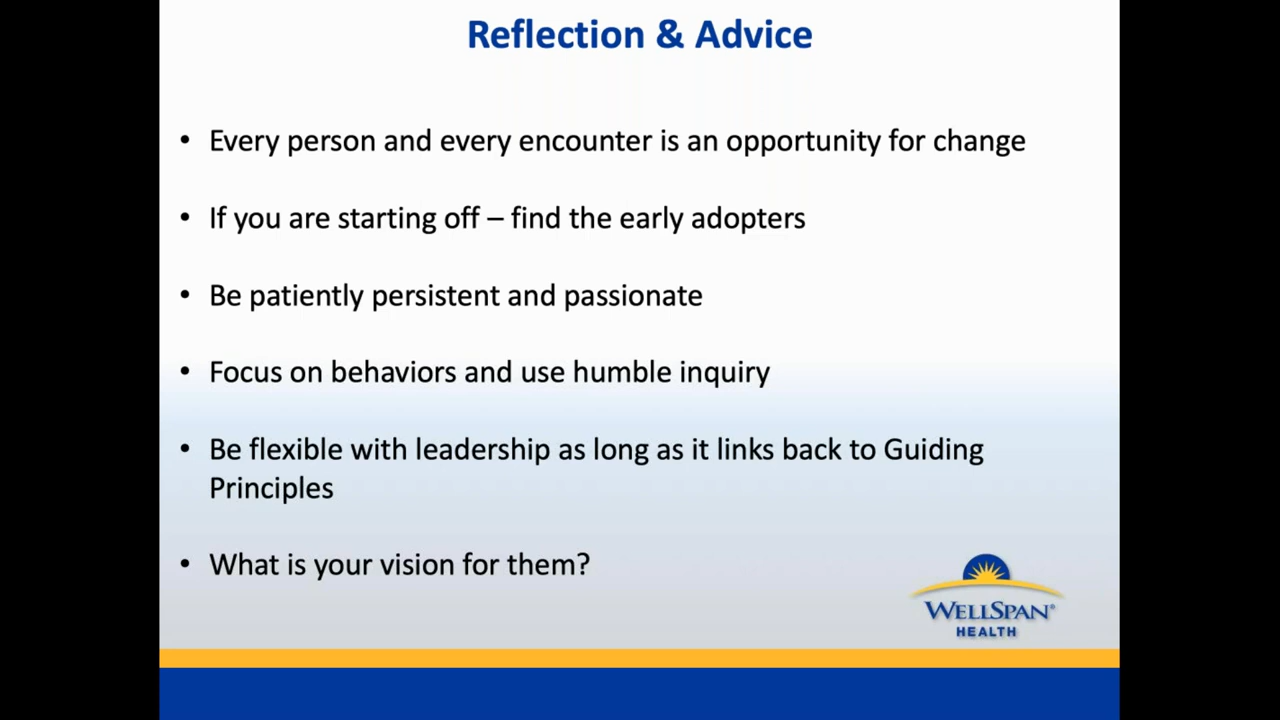 Reflection & Advice
• Every person and every encounter is an opportunity for change
• If you are starting off – find the early adopters
• Be patiently persistent and passionate
• Focus on behaviors and use humble inquiry
• Be flexible with leadership as long as it links back to Guiding
Principles
• What is your vision for them?
WELLSPAN®
HEALTH